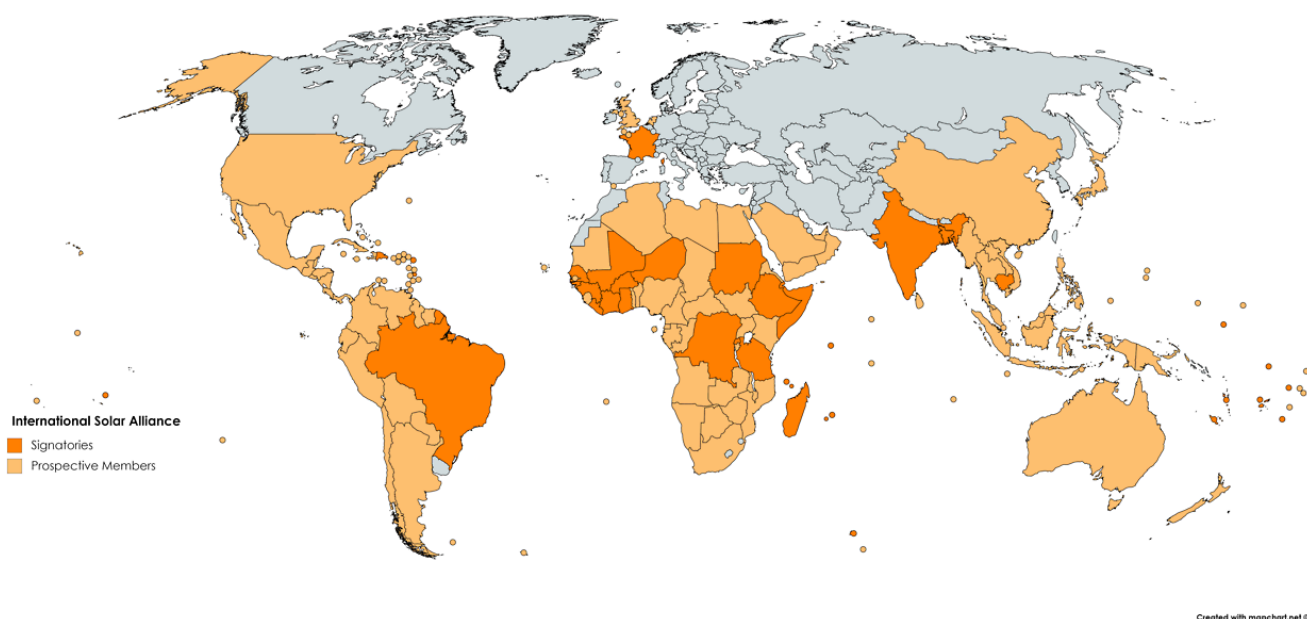 International Solar Alliance
Signatories
Prospective Members
Created with mapchart.net ©